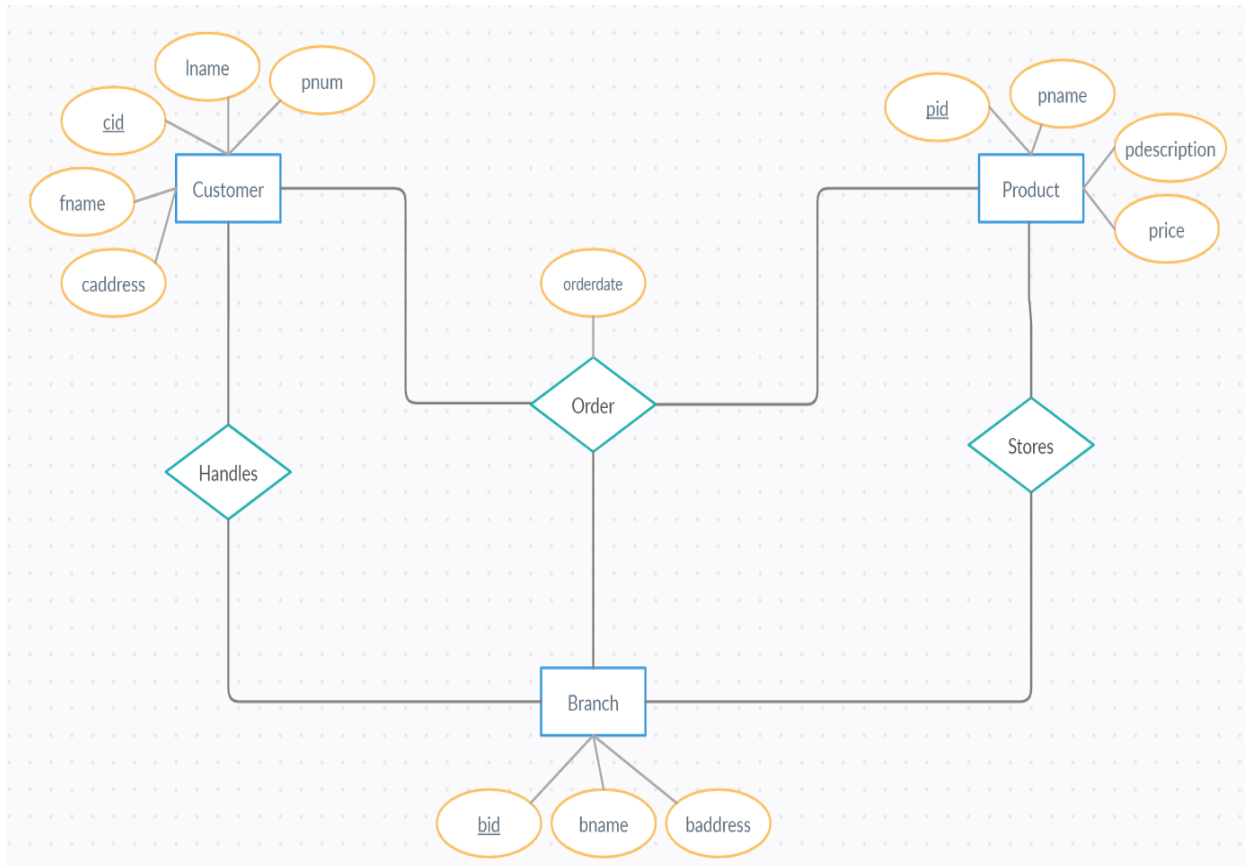 lname
pnum
cid
Customer
fname
caddress
pid
pname
pdescription
Product
price
orderdate
Order
Handles
Stores
Branch
bid
bname
baddress